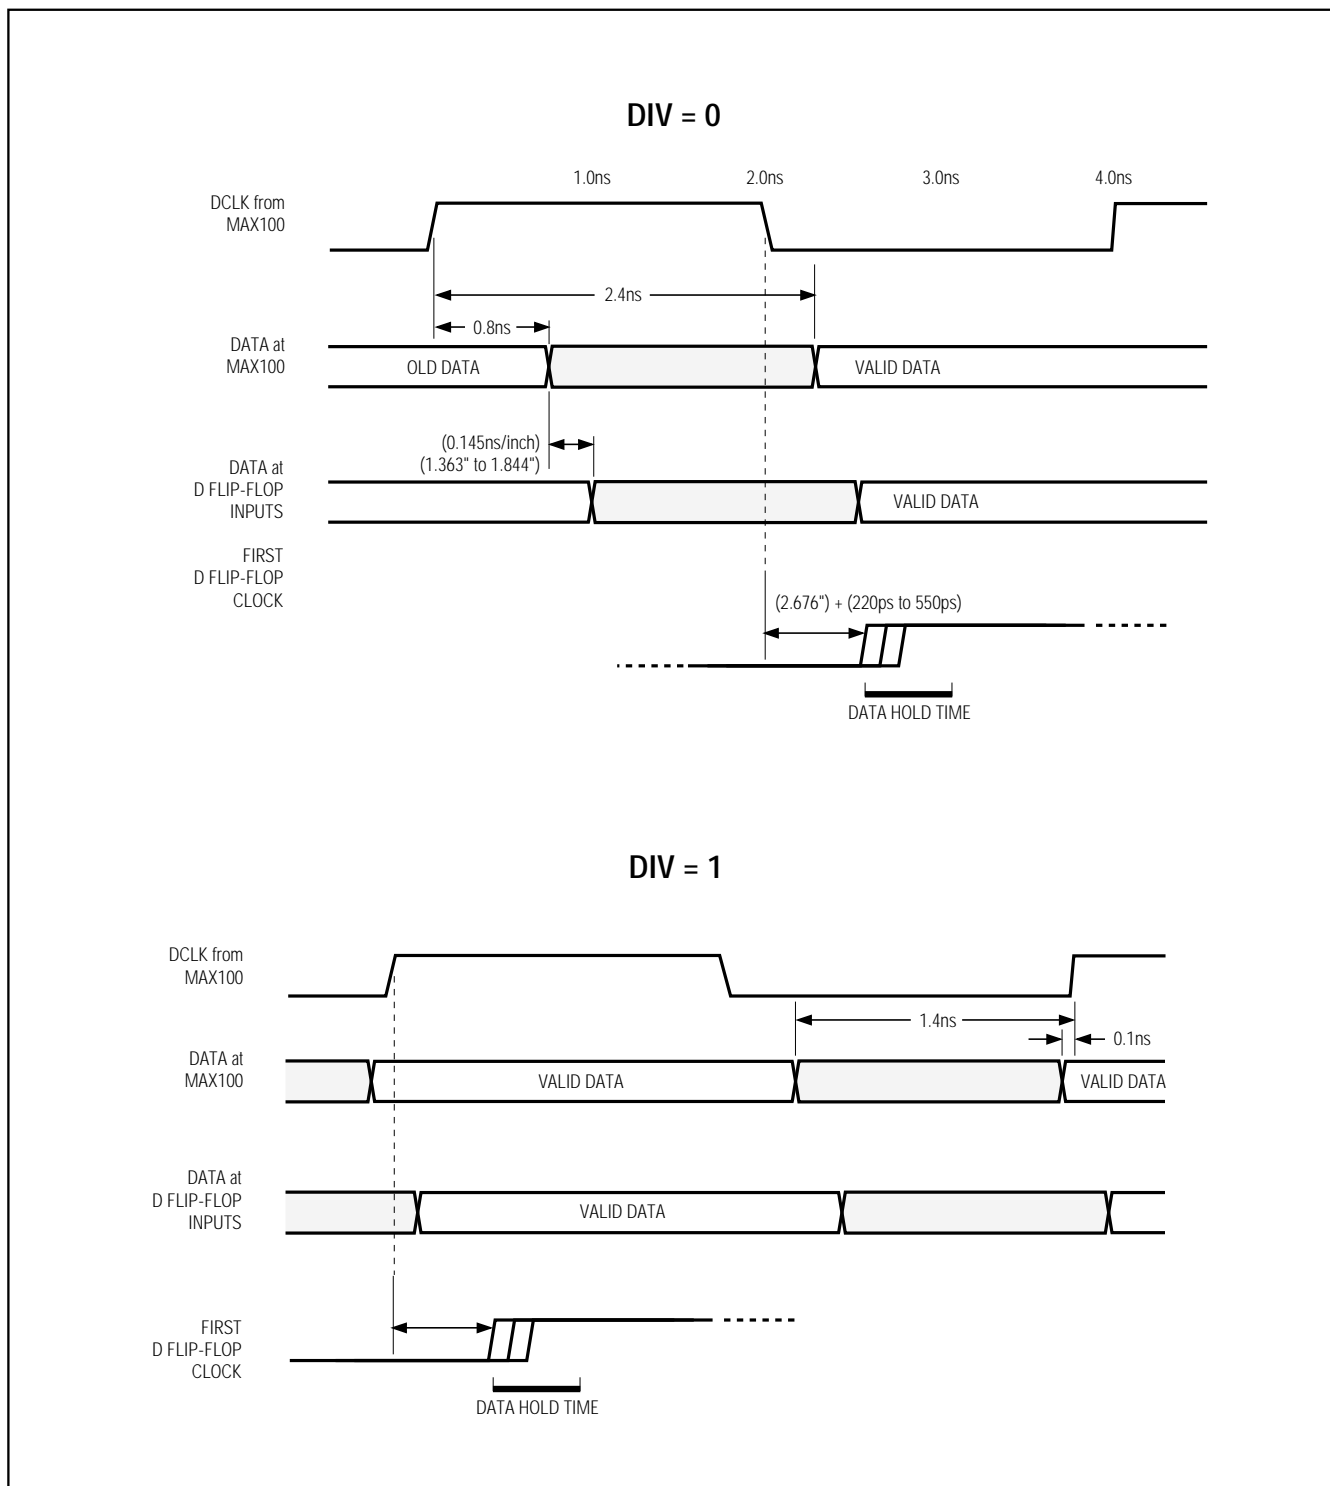 DIV = 0
1.0ns 2.0ns 3.0ns 4.0ns
DCLK from
MAX100
2.4ns
0.8ns
DATA at
MAX100
OLD DATA VALID DATA
(0.145ns/inch)
(1.363" to 1.844")
DATA at
D FLIP-FLOP
INPUTS
VALID DATA
FIRST
D FLIP-FLOP
CLOCK
(2.676") + (220ps to 550ps)
DATA HOLD TIME
DIV = 1
DCLK from
MAX100
1.4ns
0.1ns
DATA at
MAX100
VALID DATA VALID DATA
DATA at
D FLIP-FLOP
INPUTS
VALID DATA
FIRST
D FLIP-FLOP
CLOCK
DATA HOLD TIME